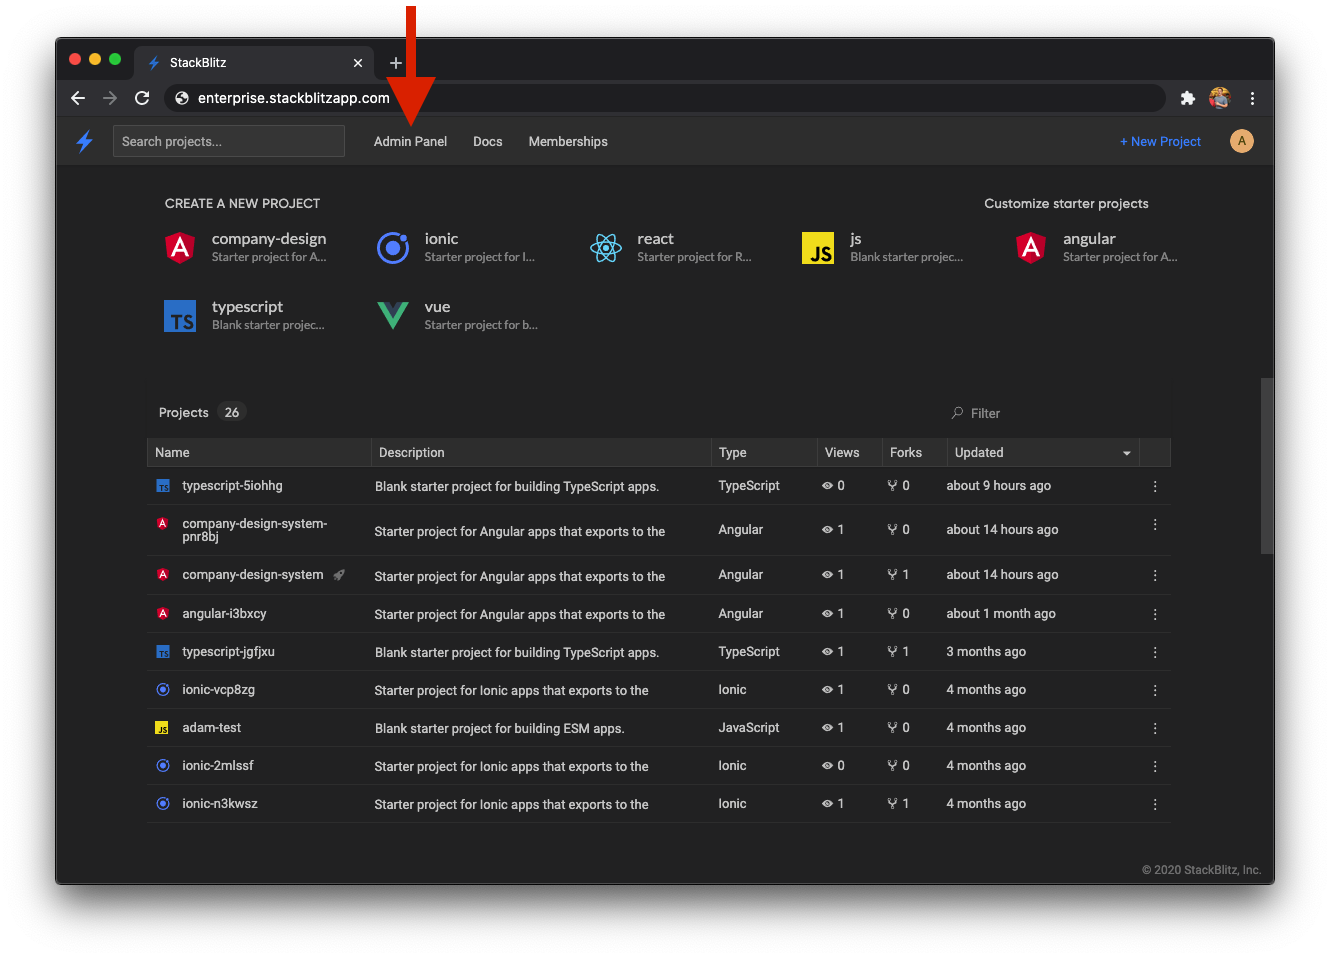 StackBlitz
enterprise.stackblitzapp.com
Search projects...
Admin Panel
Docs
Memberships
+ New Project
A
CREATE A NEW PROJECT
Customize starter projects
company-design
Starter project for A...
ionic
Starter project for I...
react
Starter project for R...
JS
js
Blank starter projec...
angular
Starter project for A...
TS
typescript
Blank starter projec...
vue
Starter project for b...
Projects 26
Filter
Name Description Type Views Forks Updated
typescript-5iohhg Blank starter project for building TypeScript apps. TypeScript 0 0 about 9 hours ago
company-design-system-
pnr8bj
Starter project for Angular apps that exports to the Angular 1 0 about 14 hours ago
company-design-system Starter project for Angular apps that exports to the Angular 1 1 about 14 hours ago
angular-i3bxcy Starter project for Angular apps that exports to the Angular 1 0 about 1 month ago
typescript-jgfjxu Blank starter project for building TypeScript apps. TypeScript 1 1 3 months ago
ionic-vcp8zg Starter project for Ionic apps that exports to the Ionic 1 0 4 months ago
adam-test Blank starter project for building ESM apps. JavaScript 1 0 4 months ago
ionic-2mlssf Starter project for Ionic apps that exports to the Ionic 0 0 4 months ago
ionic-n3kwsz Starter project for Ionic apps that exports to the Ionic 1 1 4 months ago
© 2020 StackBlitz, Inc.